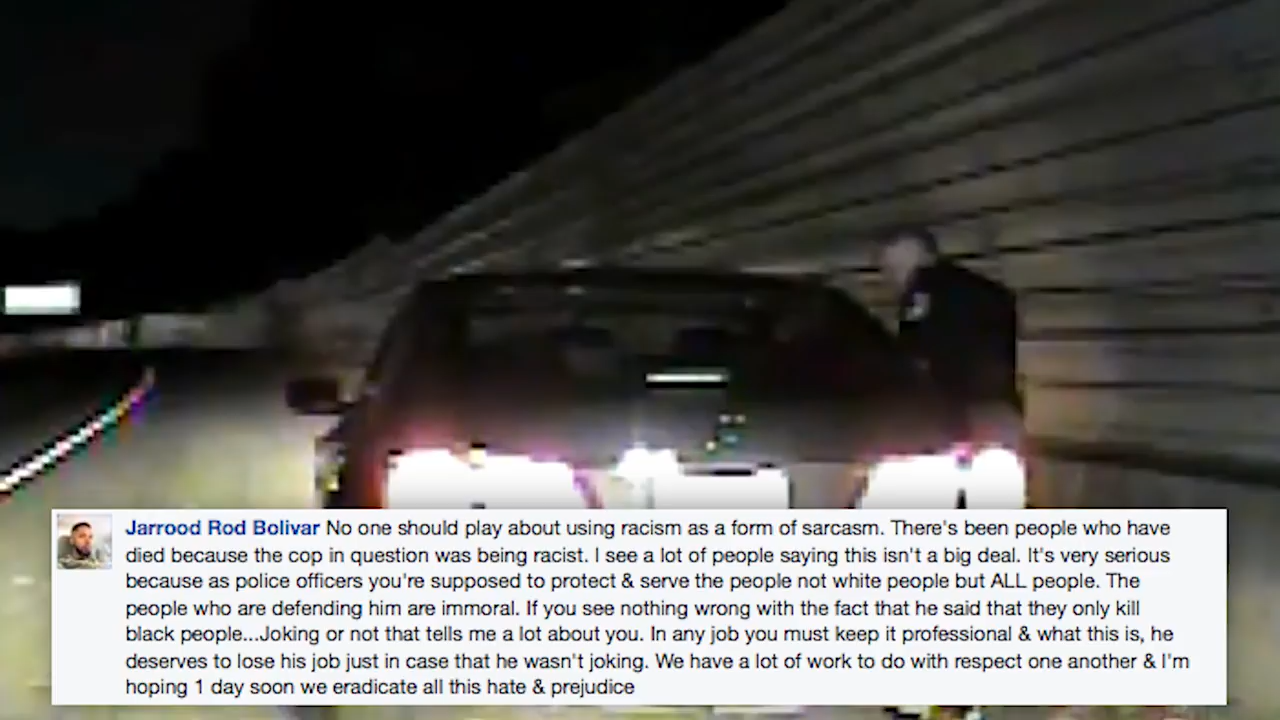 Jarrood Rod Bolivar No one should play about using racism as a form of sarcasm. There's been people who have
died because the cop in question was being racist. I see a lot of people saying this isn't a big deal. It's very serious
because as police officers you're supposed to protect & serve the people not white people but ALL people. The
people who are defending him are immoral. If you see nothing wrong with the fact that he said that they only kill
black people...Joking or not that tells me a lot about you. In any job you must keep it professional & what this is, he
deserves to lose his job just in case that he wasn't joking. We have a lot of work to do with respect one another & I'm
hoping 1 day soon we eradicate all this hate & prejudice